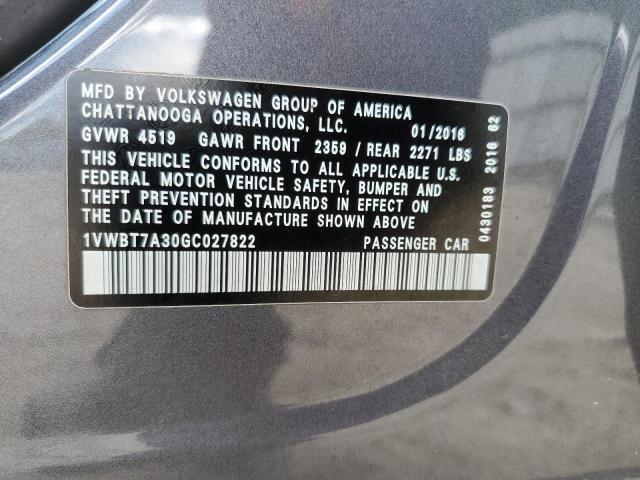 MFD BY VOLKSWAGEN GROUP OF AMERICA
CHATTANOOGA OPERATIONS, LLC. 01/2016
GVWR 4519 GAWR FRONT 2359 / REAR 2271 LBS
THIS VEHICLE CONFORMS TO ALL APPLICABLE U.S.
FEDERAL MOTOR VEHICLE SAFETY, BUMPER AND
THEFT PREVENTION STANDARDS IN EFFECT ON
THE DATE OF MANUFACTURE SHOWN ABOVE
1VWBT7A30GC027822 PASSENGER CAR
0430183 2016 62